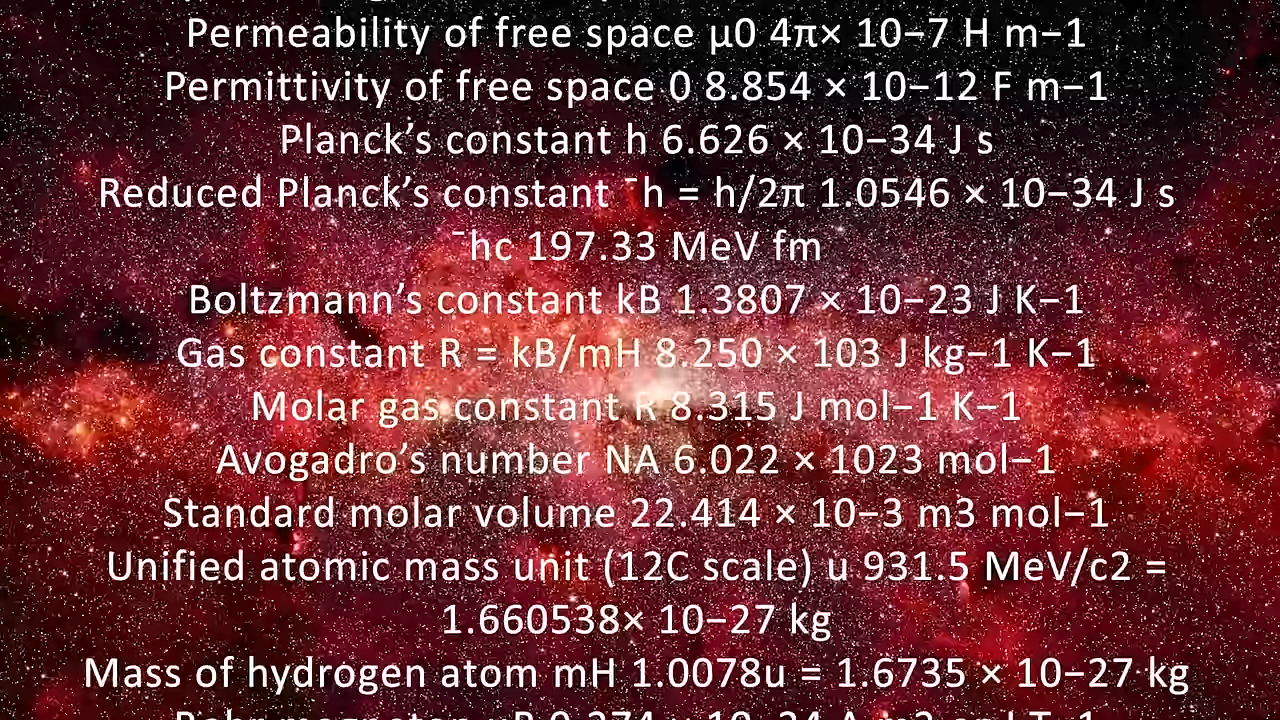 Permeability of free space μ0 4π× 10−7 H m−1
Permittivity of free space 0 8.854 × 10−12 F m−1
Planck’s constant h 6.626 × 10−34 J s
Reduced Planck’s constant ¯h = h/2π 1.0546 × 10−34 J s
¯hc 197.33 MeV fm
Boltzmann’s constant kB 1.3807 × 10−23 J K−1
Gas constant R = kB/mH 8.250 × 103 J kg−1 K−1
Molar gas constant R 8.315 J mol−1 K−1
Avogadro’s number NA 6.022 × 1023 mol−1
Standard molar volume 22.414 × 10−3 m3 mol−1
Unified atomic mass unit (12C scale) u 931.5 MeV/c2 =
1.660538× 10−27 kg
Mass of hydrogen atom mH 1.0078u = 1.6735 × 10−27 kg